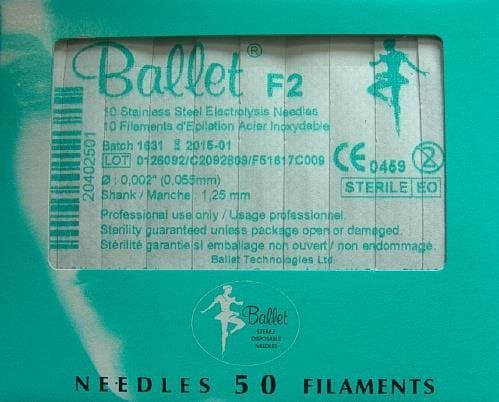 Ballet® F2
10 Stainless Steel Electrolysis Needles
10 Filaments d'Epilation Acier Inoxydable
Batch 1631 2015-01
LOT 0126092/C2092809/F51617C009
CE 0459 2
Ø : 0,002" (0,055mm)
STERILE EO
Shank / Manche : 1,25 mm
Professional use only / Usage professionnel.
Sterility guaranteed unless package open or damaged.
Stérilité garantie si emballage non ouvert / non endommagé.
Ballet Technologies Ltd.
20402501
Ballet
STERILE
DISPOSABLE
NEEDLES
NEEDLES 50 FILAMENTS